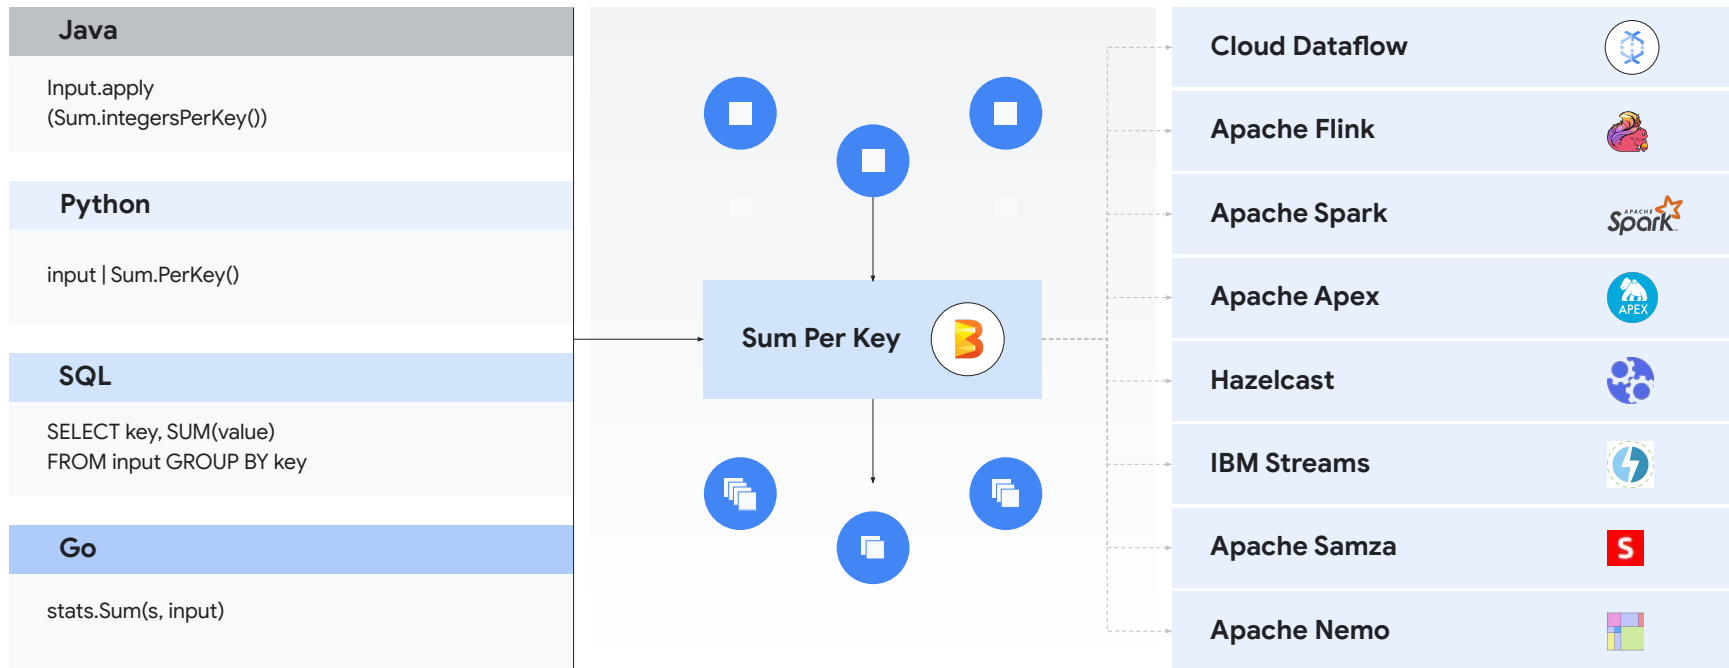 Java
Input.apply
(Sum.integersPerKey())
Python
input | Sum.PerKey()
SQL
SELECT key, SUM(value)
FROM input GROUP BY key
Go
stats.Sum(s, input)
Sum Per Key
Cloud Dataflow
Apache Flink
Apache Spark
APACHE
Spark
Apache Apex
APEX
Hazelcast
IBM Streams
Apache Samza
S
Apache Nemo